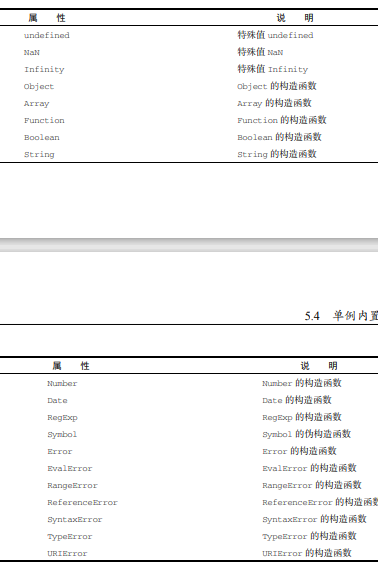 属 性 说 明
undefined 特殊值 undefined
NaN 特殊值 NaN
Infinity 特殊值 Infinity
Object Object 的构造函数
Array Array 的构造函数
Function Function 的构造函数
Boolean Boolean 的构造函数
String String 的构造函数
5.4 单例内置
属 性 说 明
Number Number 的构造函数
Date Date 的构造函数
RegExp RegExp 的构造函数
Symbol Symbol 的伪构造函数
Error Error 的构造函数
EvalError EvalError 的构造函数
RangeError RangeError 的构造函数
ReferenceError ReferenceError 的构造函数
SyntaxError SyntaxError 的构造函数
TypeError TypeError 的构造函数
URIError URIError 的构造函数